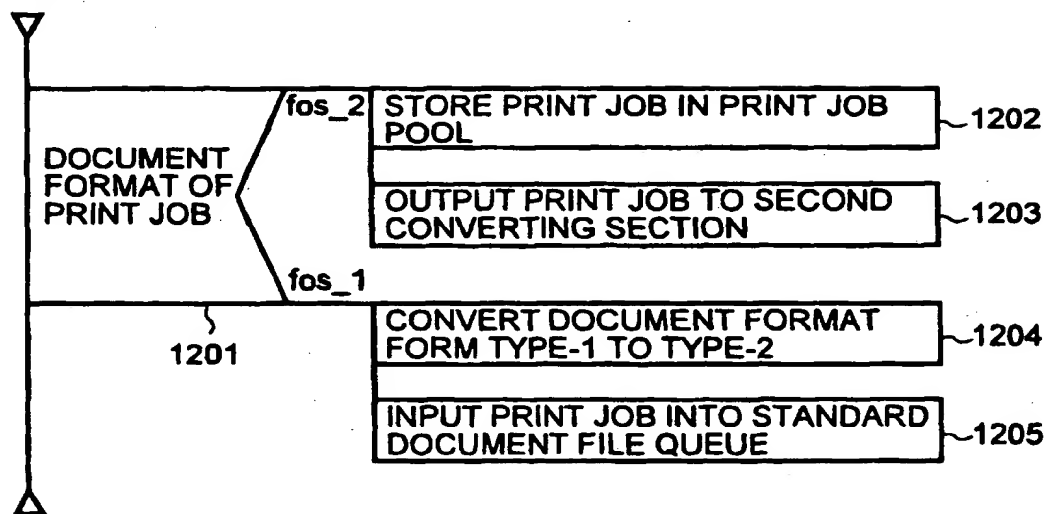 fos_2
STORE PRINT JOB IN PRINT JOB
POOL
1202
DOCUMENT
FORMAT OF
PRINT JOB
OUTPUT PRINT JOB TO SECOND
CONVERTING SECTION
1203
fos_1
1201
CONVERT DOCUMENT FORMAT
FORM TYPE-1 TO TYPE-2
1204
INPUT PRINT JOB INTO STANDARD
DOCUMENT FILE QUEUE
1205